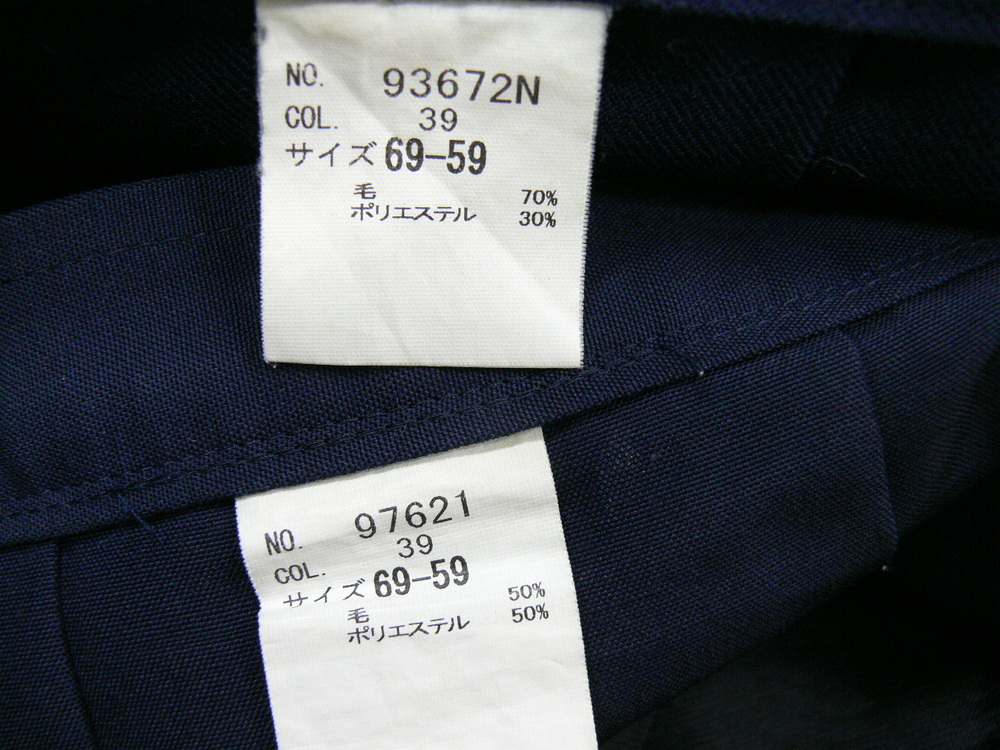 NO. 93672N
COL. 39
サイズ 69-59
毛 70%
ポリエステル 30%
NO. 97621
COL. 39
サイズ 69-59
毛 50%
ポリエステル 50%